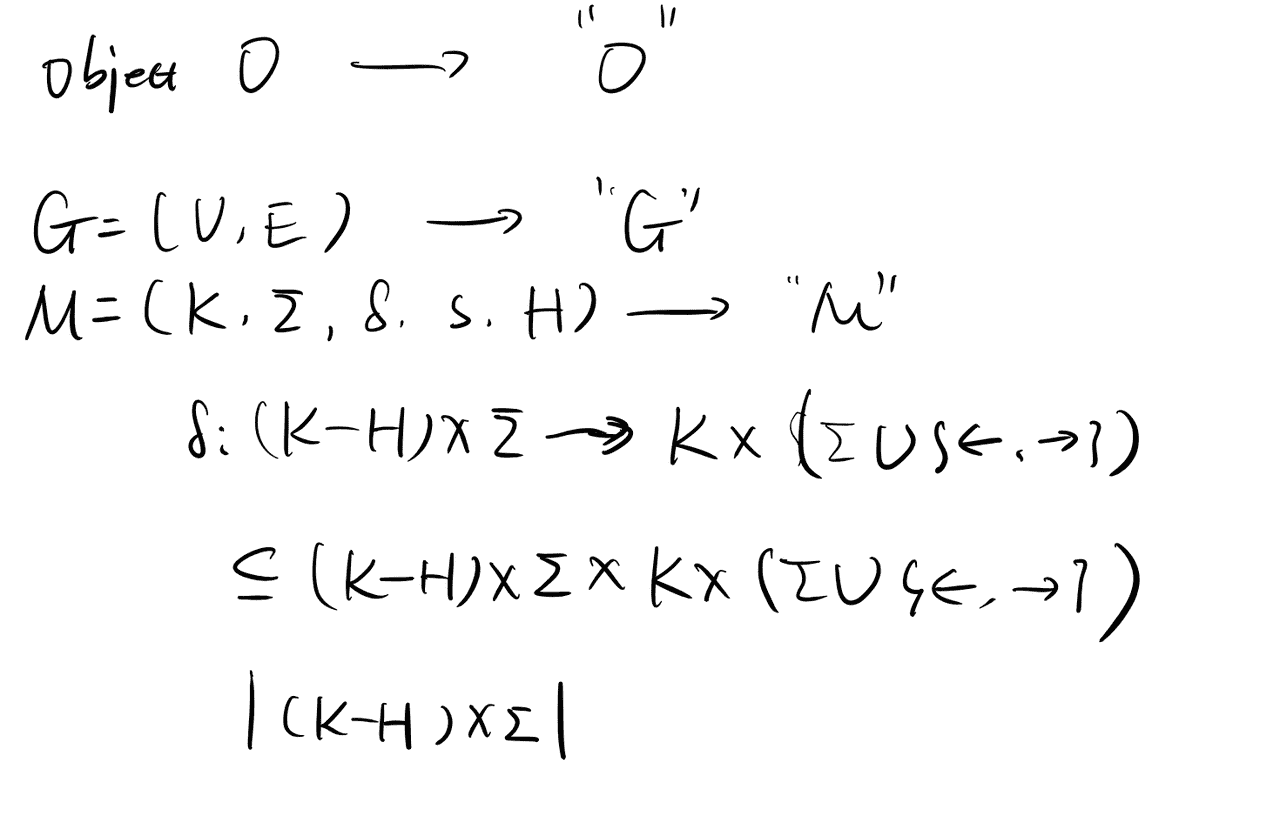 object O → "O"
G = (V, E) → "G"
M = (K, Σ, δ, s, H) → "M"
δ: (K-H) × Σ → K × (Σ ∪ {←, →})
⊆ (K-H) × Σ × K × (Σ ∪ {←, →})
|(K-H) × Σ|